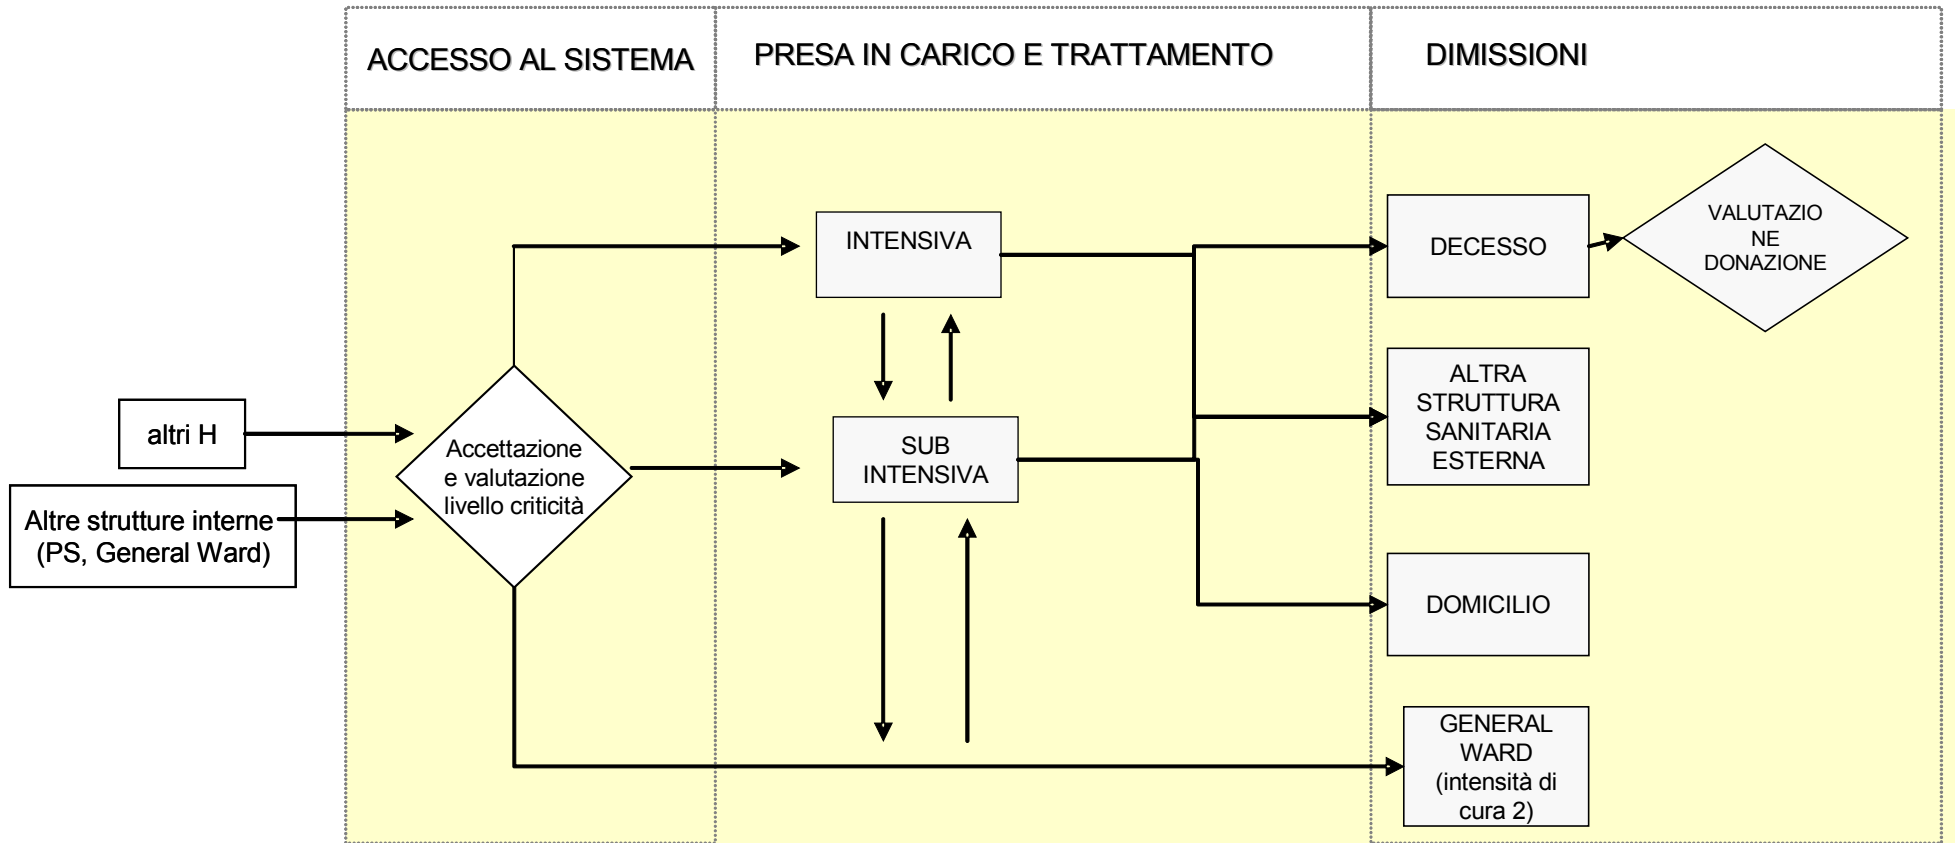 ACCESSO AL SISTEMA
PRESA IN CARICO E TRATTAMENTO
DIMISSIONI
altri H
Altre strutture interne
(PS, General Ward)
Accettazione
e valutazione
livello criticità
INTENSIVA
SUB
INTENSIVA
DECESSO
VALUTAZIO
NE
DONAZIONE
ALTRA
STRUTTURA
SANITARIA
ESTERNA
DOMICILIO
GENERAL
WARD
(intensità di
cura 2)